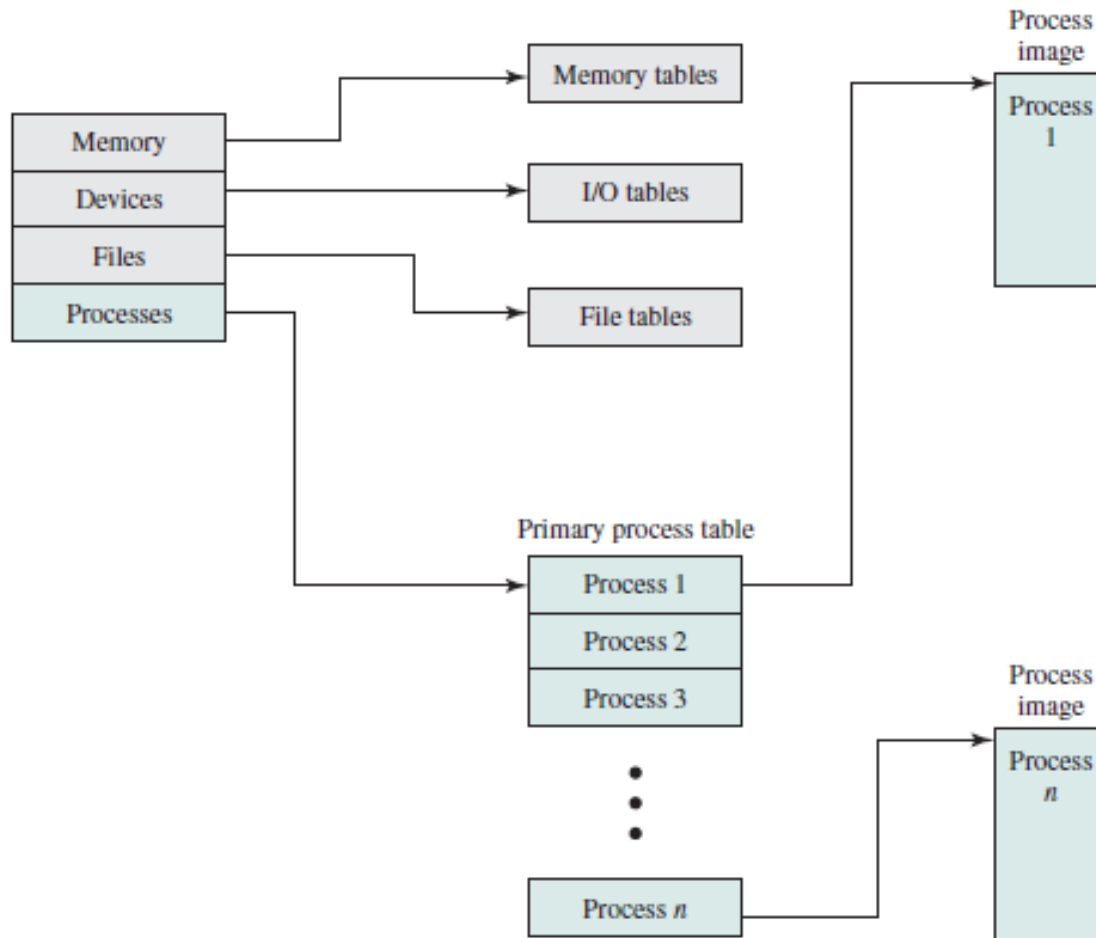 Process
image
Memory tables
Process
1
Memory
Devices
I/O tables
Files
Processes
File tables
Primary process table
Process 1
Process 2
Process 3
Process
image
Process
n
Process n